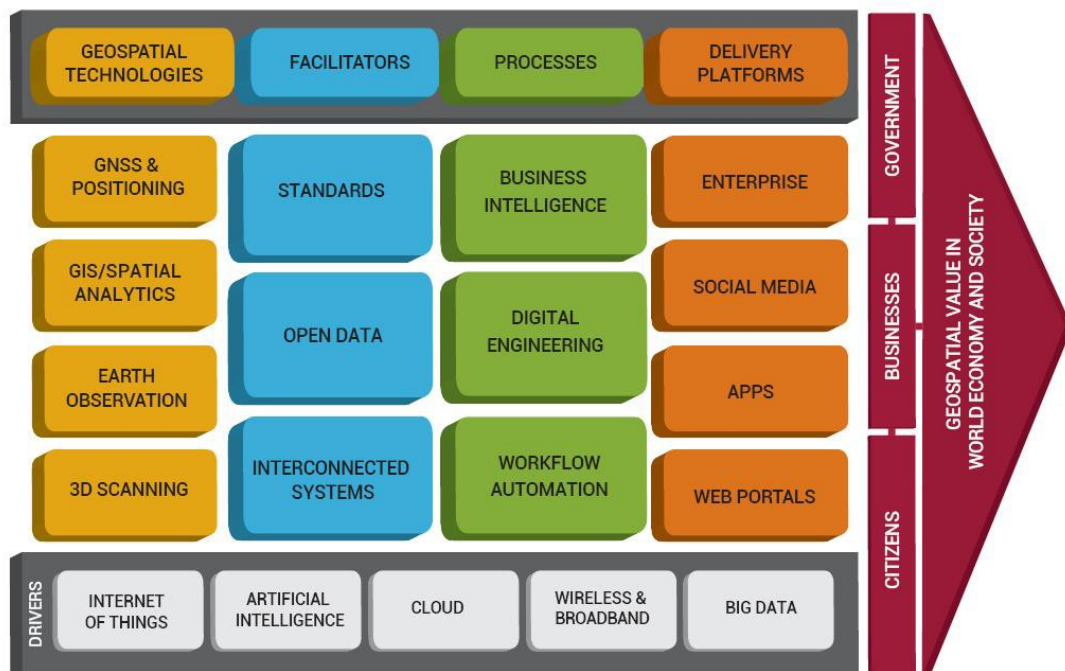 GEOSPATIAL
TECHNOLOGIES
FACILITATORS
PROCESSES
DELIVERY
PLATFORMS
GNSS &
POSITIONING
GIS/SPATIAL
ANALYTICS
EARTH
OBSERVATION
3D SCANNING
STANDARDS
OPEN DATA
INTERCONNECTED
SYSTEMS
BUSINESS
INTELLIGENCE
DIGITAL
ENGINEERING
WORKFLOW
AUTOMATION
ENTERPRISE
SOCIAL MEDIA
APPS
WEB PORTALS
DRIVERS
INTERNET
OF THINGS
ARTIFICIAL
INTELLIGENCE
CLOUD
WIRELESS &
BROADBAND
BIG DATA
GOVERNMENT
BUSINESSES
CITIZENS
GEOSPATIAL VALUE IN
WORLD ECONOMY AND SOCIETY